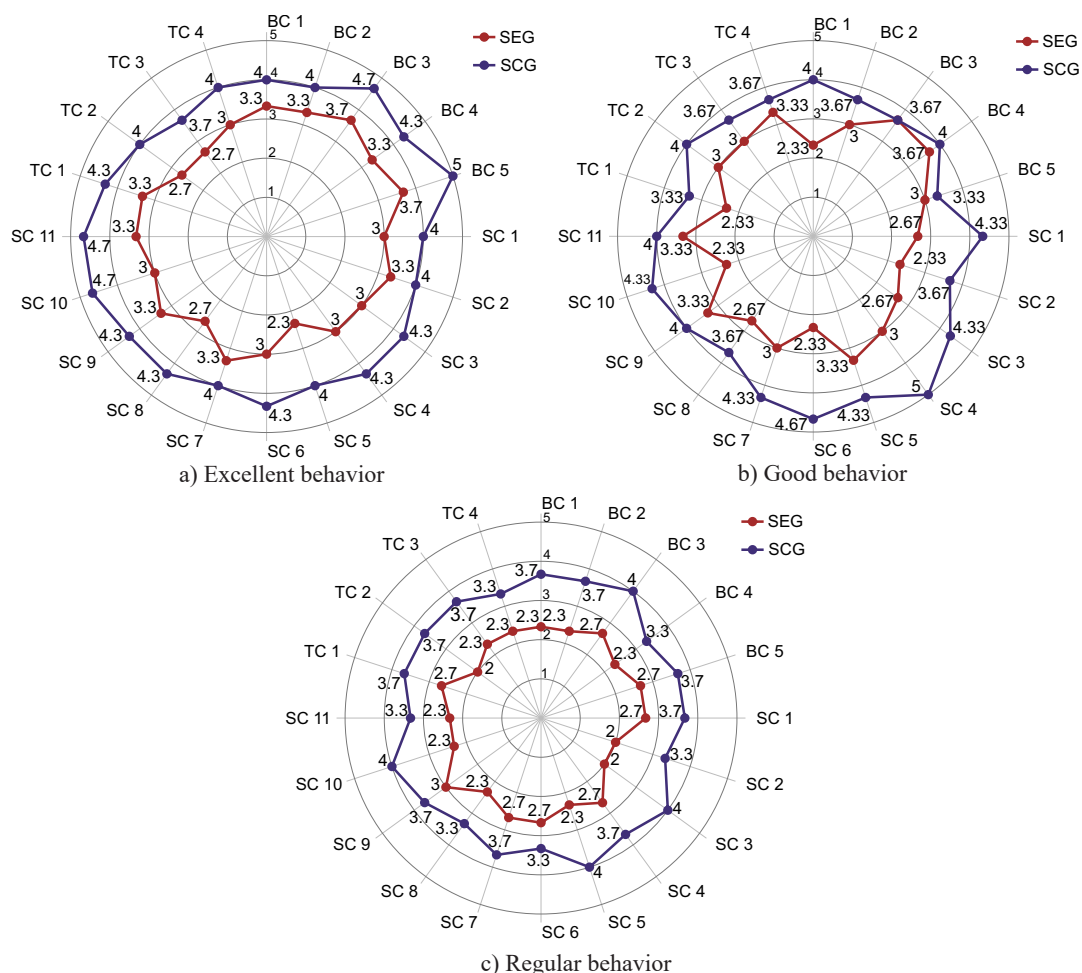 BC 1
BC 2
BC 3
BC 4
BC 5
SC 1
SC 2
SC 3
SC 4
SC 5
SC 6
SC 7
SC 8
SC 9
SC 10
SC 11
TC 1
TC 2
TC 3
TC 4
5
4
3
2
1
SEG
SCG
3.3
3.3
3.7
3.3
3.7
3
3.3
3
3
2.3
3
3.3
2.7
3.3
3
3.3
3.3
2.7
2.7
3
4
4
4.7
4.3
5
4
4
4.3
4.3
4
4.3
4
4.3
4.3
4.7
4.7
4.3
4
3.7
4
a) Excellent behavior
BC 1
BC 2
BC 3
BC 4
BC 5
SC 1
SC 2
SC 3
SC 4
SC 5
SC 6
SC 7
SC 8
SC 9
SC 10
SC 11
TC 1
TC 2
TC 3
TC 4
5
4
3
2
1
SEG
SCG
2.33
3
3.67
3
2.67
2.33
2.67
3
3.33
2.33
3
2.67
3.33
2.33
3.33
2.33
3
3
3.33
4
3.67
3.67
4
3.33
4.33
3.67
4.33
5
4.33
4.67
4.33
3.67
4
4.33
4
3.33
4
3.67
3.67
b) Good behavior
BC 1
BC 2
BC 3
BC 4
BC 5
SC 1
SC 2
SC 3
SC 4
SC 5
SC 6
SC 7
SC 8
SC 9
SC 10
SC 11
TC 1
TC 2
TC 3
TC 4
5
4
3
2
1
SEG
SCG
2.3
2.3
2.7
2.3
2.7
2.7
2
2
2.7
2.3
2.7
2.7
2.3
3
2.3
2.3
2.7
2
2.3
2.3
3.7
3.7
4
3.3
3.7
3.7
3.3
4
3.7
4
3.3
3.7
3.3
3.7
4
3.3
3.7
3.7
3.7
3.3
c) Regular behavior